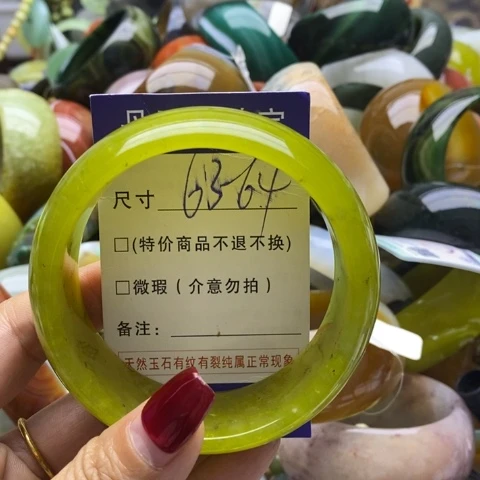 尺寸 63-64
□(特价商品不退不换)
□微瑕(介意勿拍)
备注:
天然玉石有纹有裂纯属正常现象